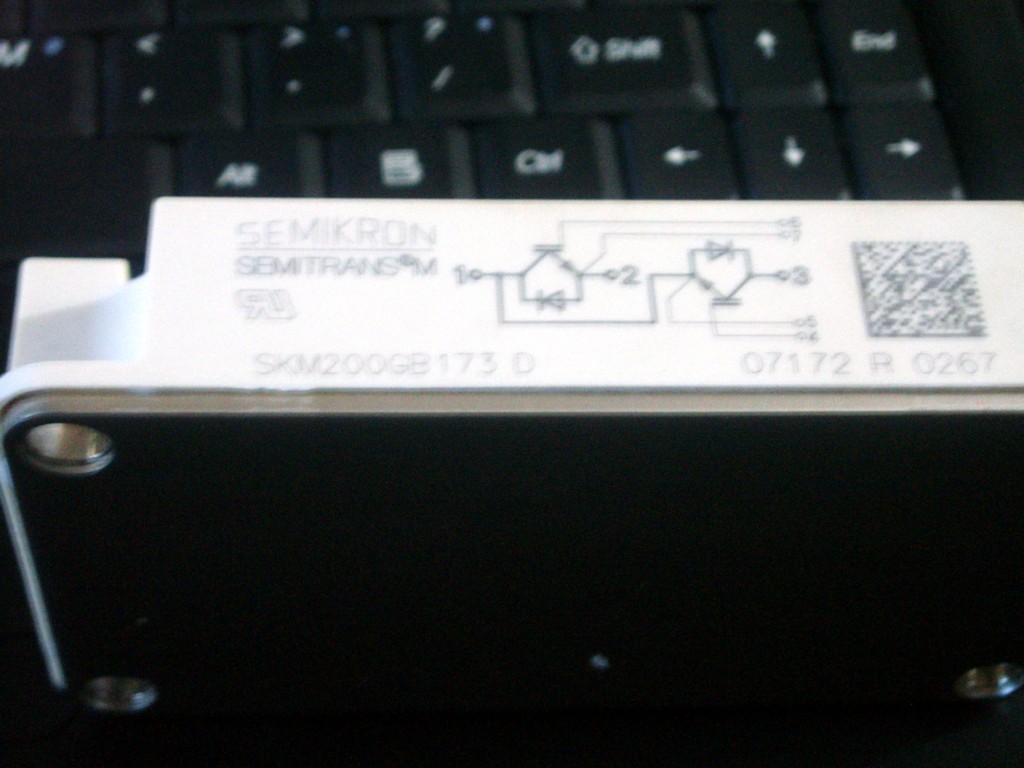 M < , > . ? / Shift End
Alt Ctrl
SEMIKRON
SEMITRANS®M
1 2 3
SKM200GB173 D
07172 R 0267